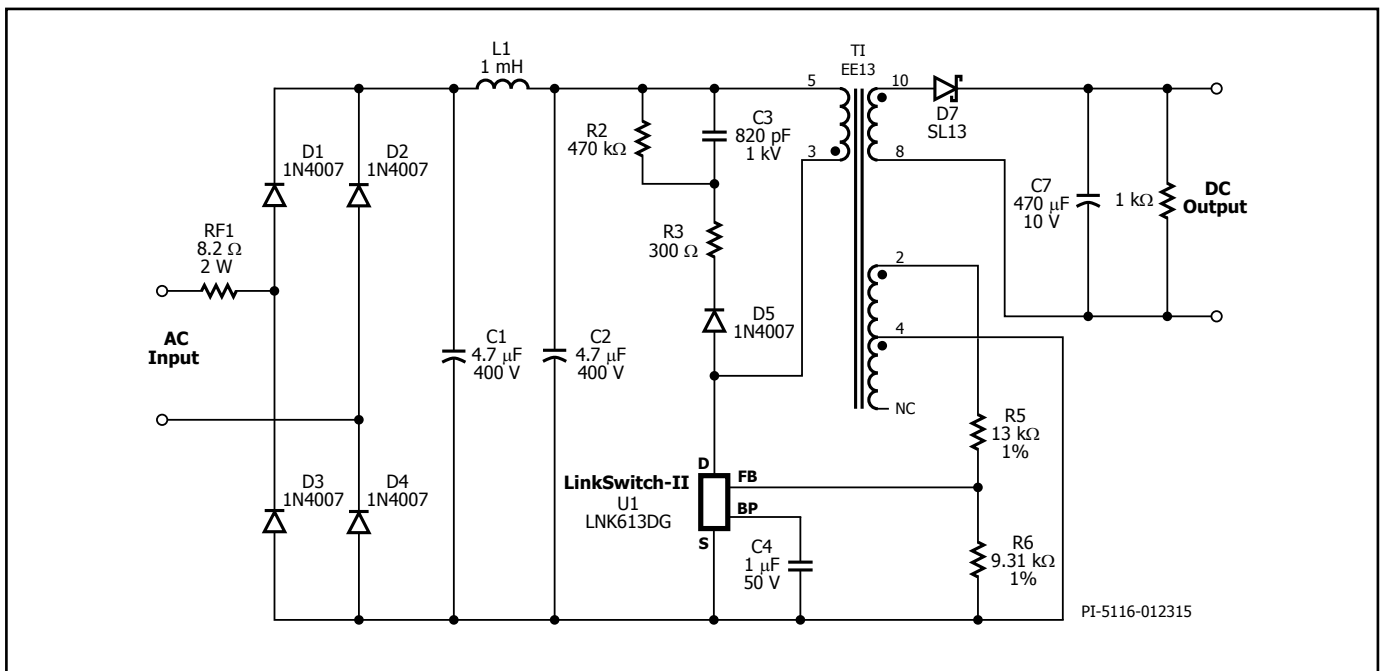 L1
1 mH
TI
EE13
5
10
D7
SL13
R2
470 kΩ
C3
820 pF
1 kV
3
8
D1
1N4007
D2
1N4007
C7
470 µF
10 V
1 kΩ
DC
Output
RF1
8.2 Ω
2 W
R3
300 Ω
2
AC
Input
C1
4.7 µF
400 V
C2
4.7 µF
400 V
D5
1N4007
4
NC
R5
13 kΩ
1%
D3
1N4007
D4
1N4007
LinkSwitch-II
U1
LNK613DG
D
FB
BP
S
C4
1 µF
50 V
R6
9.31 kΩ
1%
PI-5116-012315